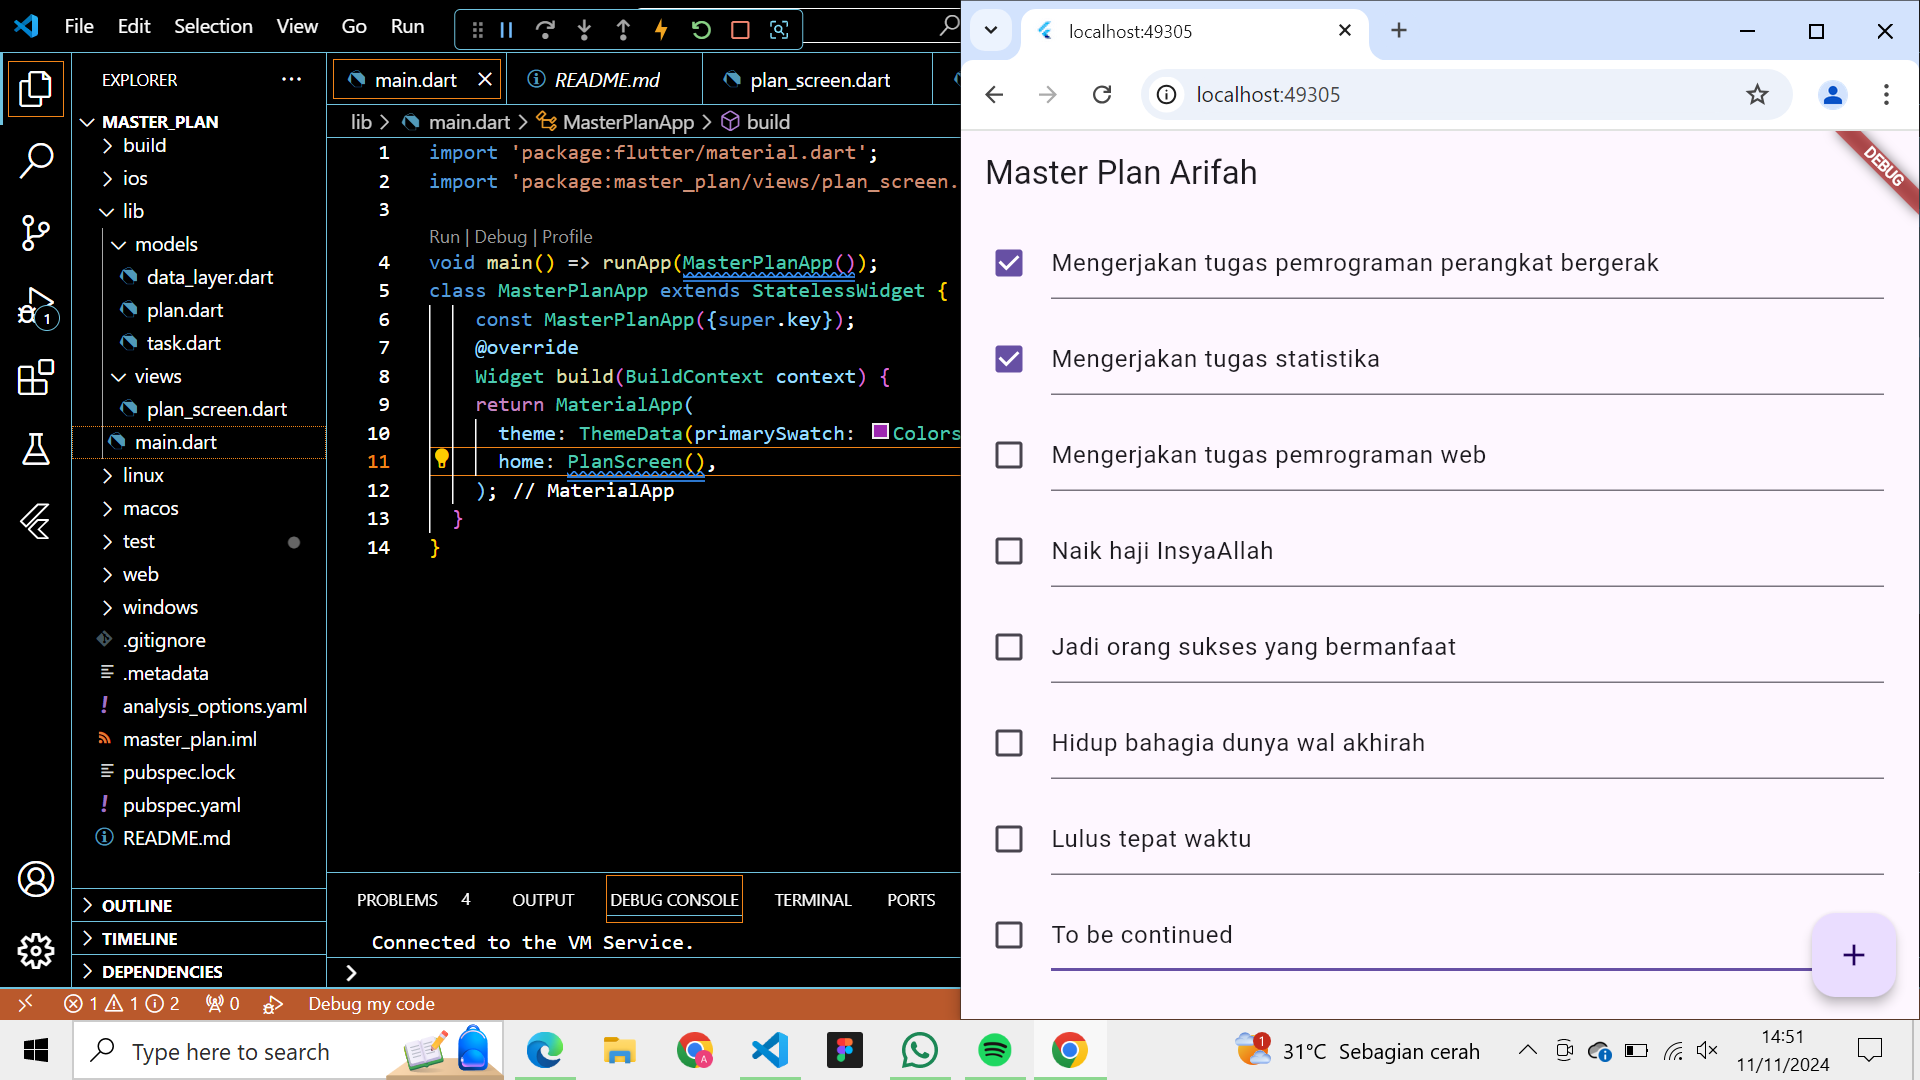 File Edit Selection View Go Run
EXPLORER
MASTER_PLAN
build
ios
lib
models
data_layer.dart
plan.dart
task.dart
views
plan_screen.dart
main.dart
linux
macos
test
web
windows
.gitignore
.metadata
analysis_options.yaml
master_plan.iml
pubspec.lock
pubspec.yaml
README.md
OUTLINE
TIMELINE
DEPENDENCIES
main.dart README.md plan_screen.dart
lib > main.dart > MasterPlanApp > build
1 import 'package:flutter/material.dart';
2 import 'package:master_plan/views/plan_screen.
3
Run | Debug | Profile
4 void main() => runApp(MasterPlanApp());
5 class MasterPlanApp extends StatelessWidget {
6 const MasterPlanApp({super.key});
7 @override
8 Widget build(BuildContext context) {
9 return MaterialApp(
10 theme: ThemeData(primarySwatch: Colors
11 home: PlanScreen(),
12 ); // MaterialApp
13 }
14 }
PROBLEMS 4 OUTPUT DEBUG CONSOLE TERMINAL PORTS
Connected to the VM Service.
>
1 1 2 0 Debug my code
localhost:49305
localhost:49305
DEBUG
Master Plan Arifah
Mengerjakan tugas pemrograman perangkat bergerak
Mengerjakan tugas statistika
Mengerjakan tugas pemrograman web
Naik haji InsyaAllah
Jadi orang sukses yang bermanfaat
Hidup bahagia dunya wal akhirah
Lulus tepat waktu
To be continued
+
Type here to search
1
31°C Sebagian cerah
14:51
11/11/2024